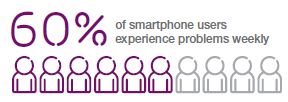 60% of smartphone users
experience problems weekly